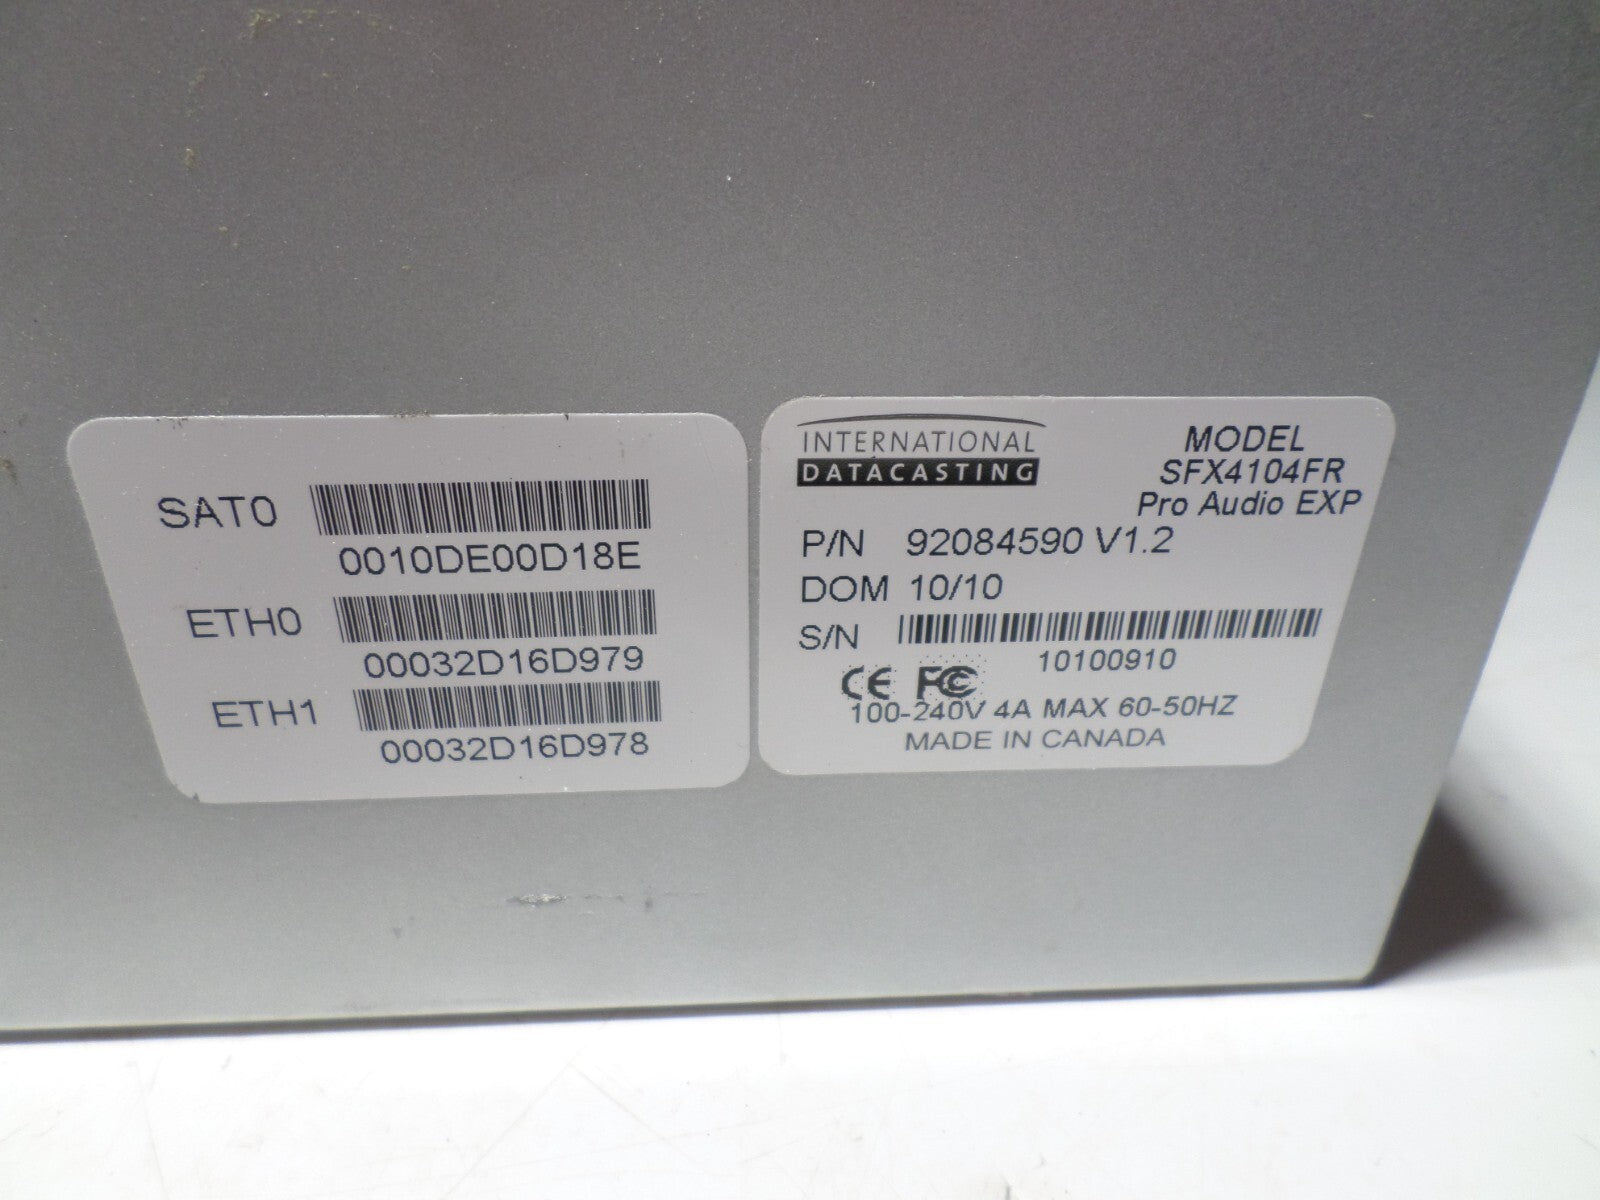 SAT0
0010DE00D18E
ETH0
00032D16D979
ETH1
00032D16D978
INTERNATIONAL
DATACASTING
MODEL
SFX4104FR
Pro Audio EXP
P/N 92084590 V1.2
DOM 10/10
S/N
10100910
CE FCC
100-240V 4A MAX 60-50HZ
MADE IN CANADA